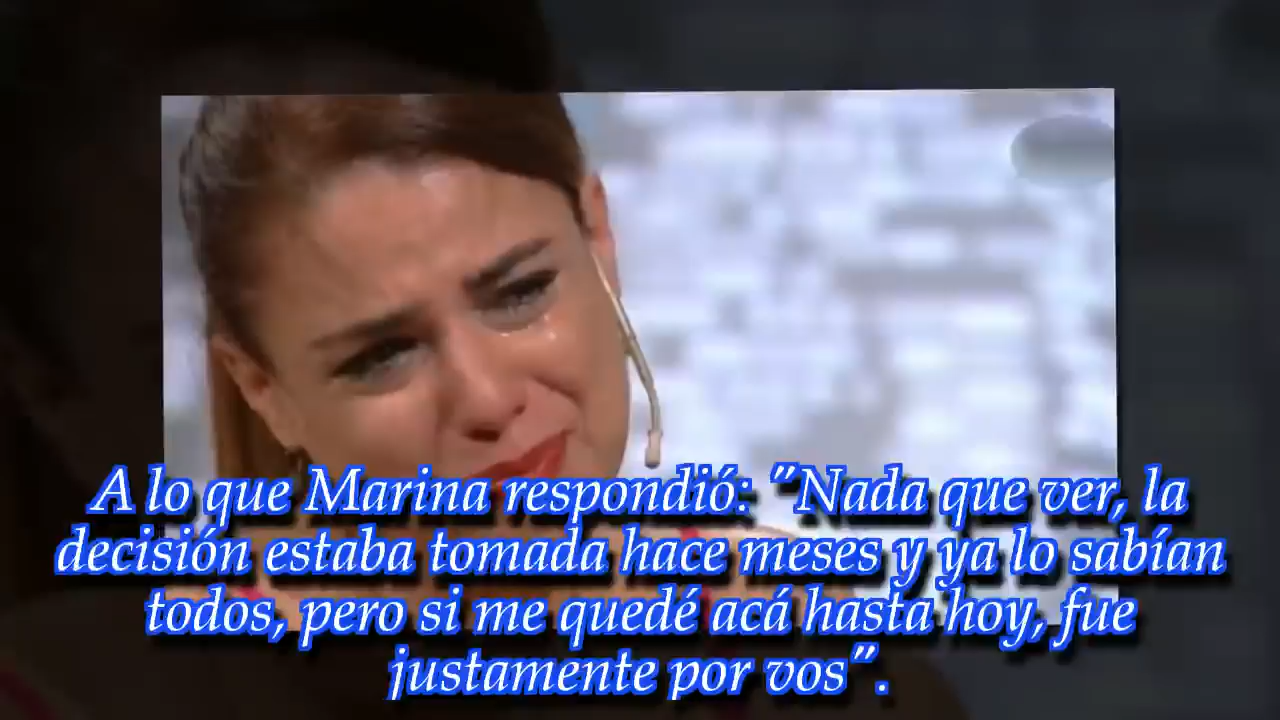 A lo que Marina respondió: "Nada que ver, la
decisión estaba tomada hace meses y ya lo sabían
todos, pero si me quedé acá hasta hoy, fue
justamente por vos".